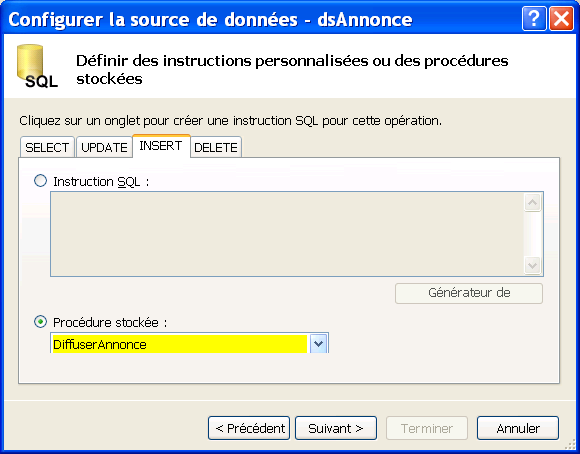 Configurer la source de données - dsAnnonce
SQL
Définir des instructions personnalisées ou des procédures
stockées
Cliquez sur un onglet pour créer une instruction SQL pour cette opération.
SELECT UPDATE INSERT DELETE
Instruction SQL :
Générateur de
Procédure stockée :
DiffuserAnnonce
< Précédent Suivant > Terminer Annuler